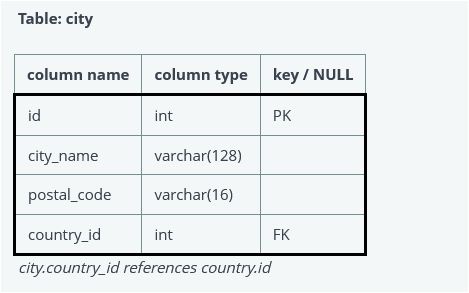 Table: city
column name column type key / NULL
id int PK
city_name varchar(128)
postal_code varchar(16)
country_id int FK
city.country_id references country.id